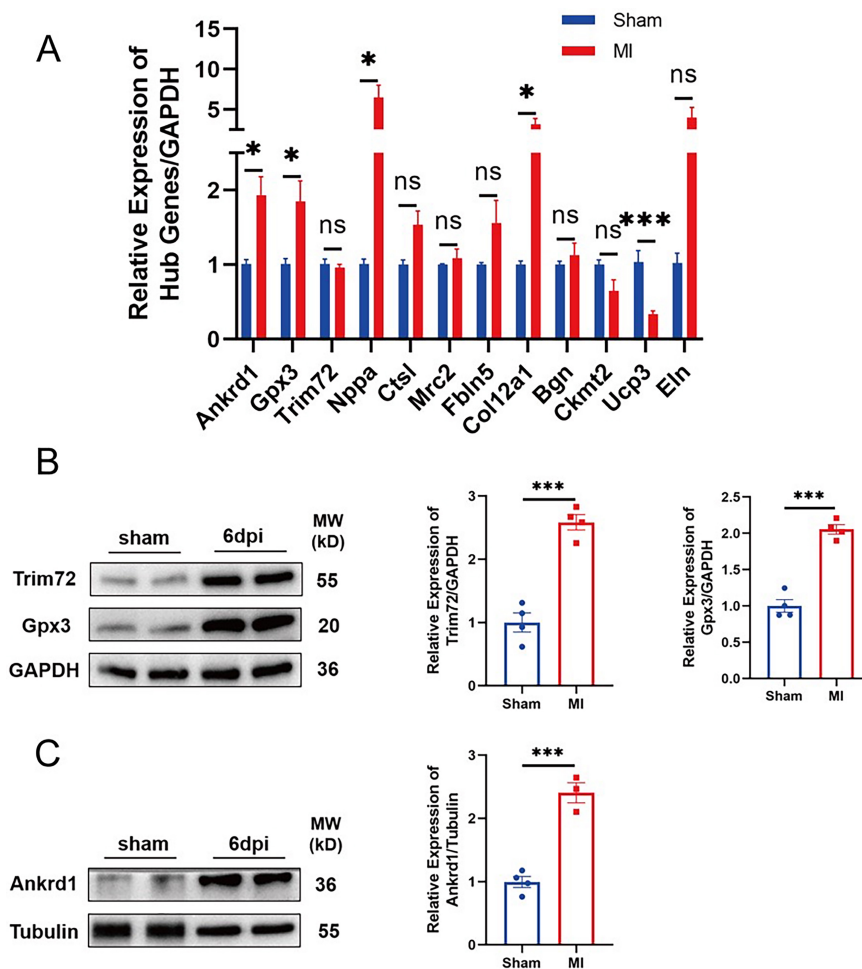 A
Sham
MI
Relative Expression of
Hub Genes/GAPDH
15
10
5
2
1
0
* * ns * ns ns ns * ns ns *** ns
Ankrd1 Gpx3 Trim72 Nppa Ctsl Mrc2 Fbln5 Col12a1 Bgn Ckmt2 Ucp3 Eln
B
sham 6dpi MW
(kD)
Trim72 55
Gpx3 20
GAPDH 36
Relative Expression of
Trim72/GAPDH
3
2
1
0
***
Sham MI
Relative Expression of
Gpx3/GAPDH
2.5
2.0
1.5
1.0
0.5
0.0
***
Sham MI
C
sham 6dpi MW
(kD)
Ankrd1 36
Tubulin 55
Relative Expression of
Ankrd1/Tubulin
3
2
1
0
***
Sham MI